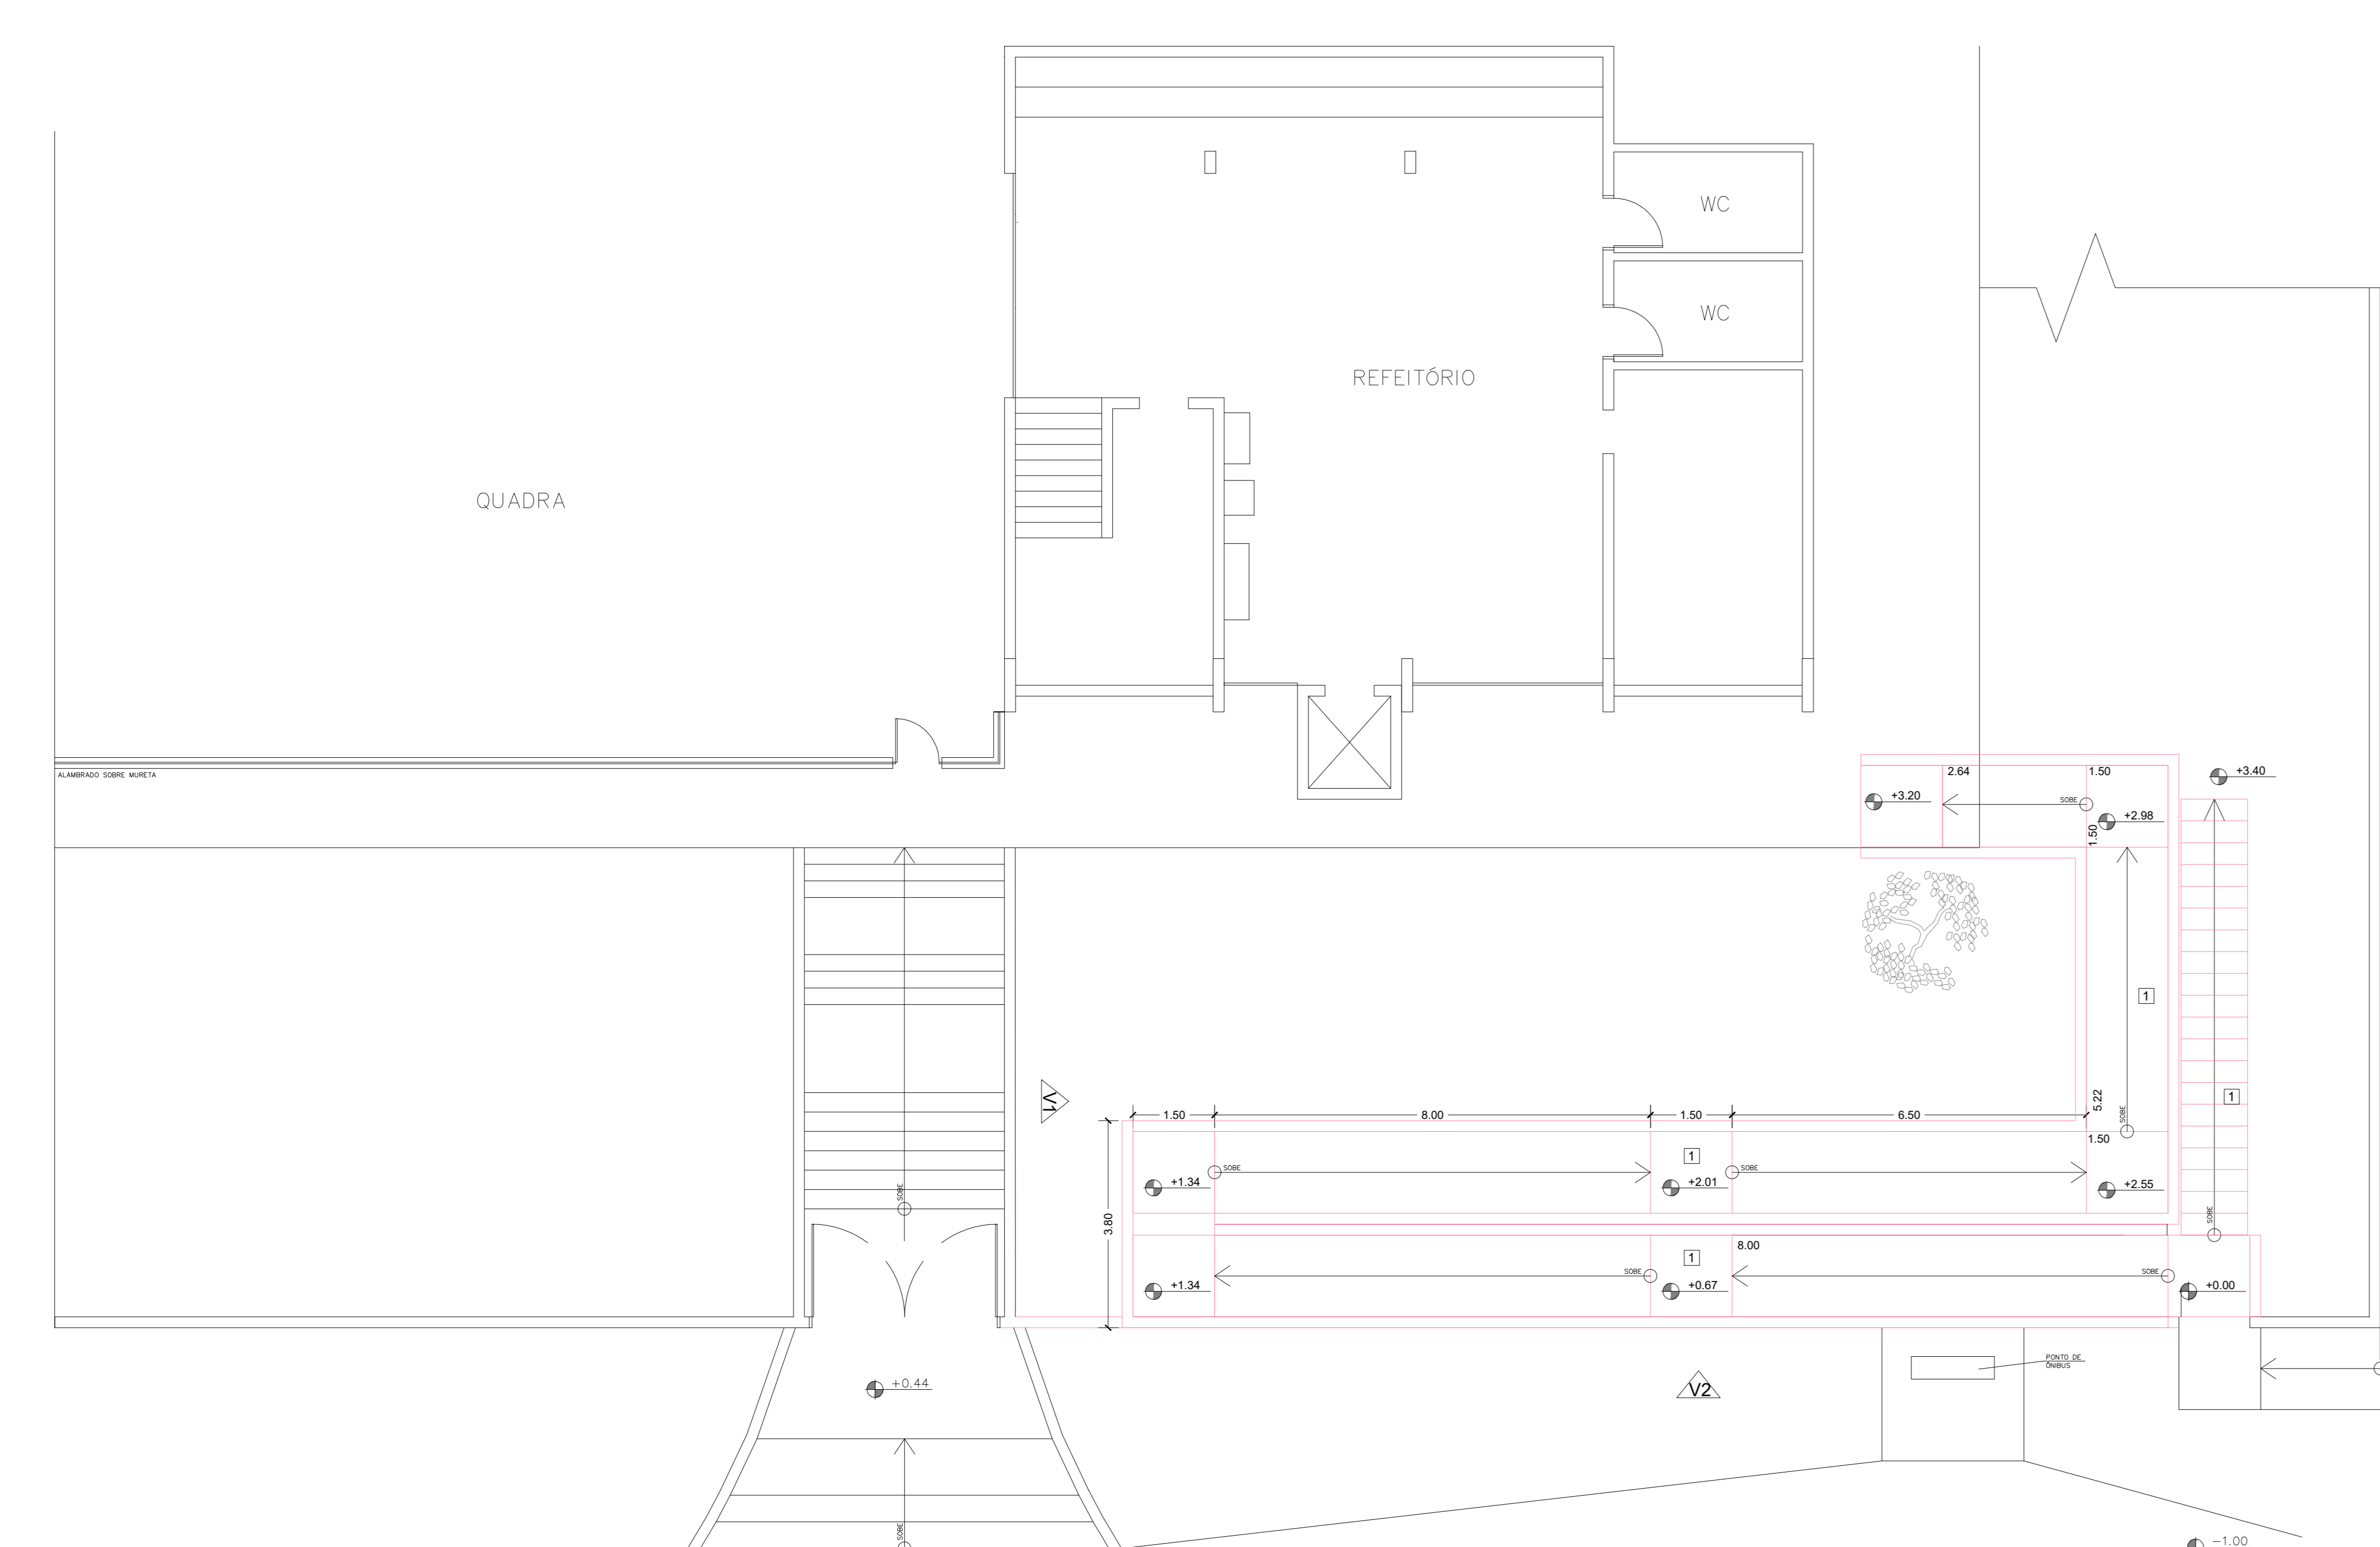 WC
WC
REFEITÓRIO
QUADRA
ALAMBRADO SOBRE MURETA
2.64
1.50
+3.40
+3.20
SOBE
+2.98
1.50
1
5.22
SOBE
1
V1
1.50
8.00
1.50
6.50
1.50
SOBE
1
SOBE
+1.34
+2.01
+2.55
SOBE
3.80
SOBE
8.00
1
SOBE
SOBE
+1.34
+0.67
+0.00
PONTO DE
ÔNIBUS
+0.44
V2
SOBE
-1.00